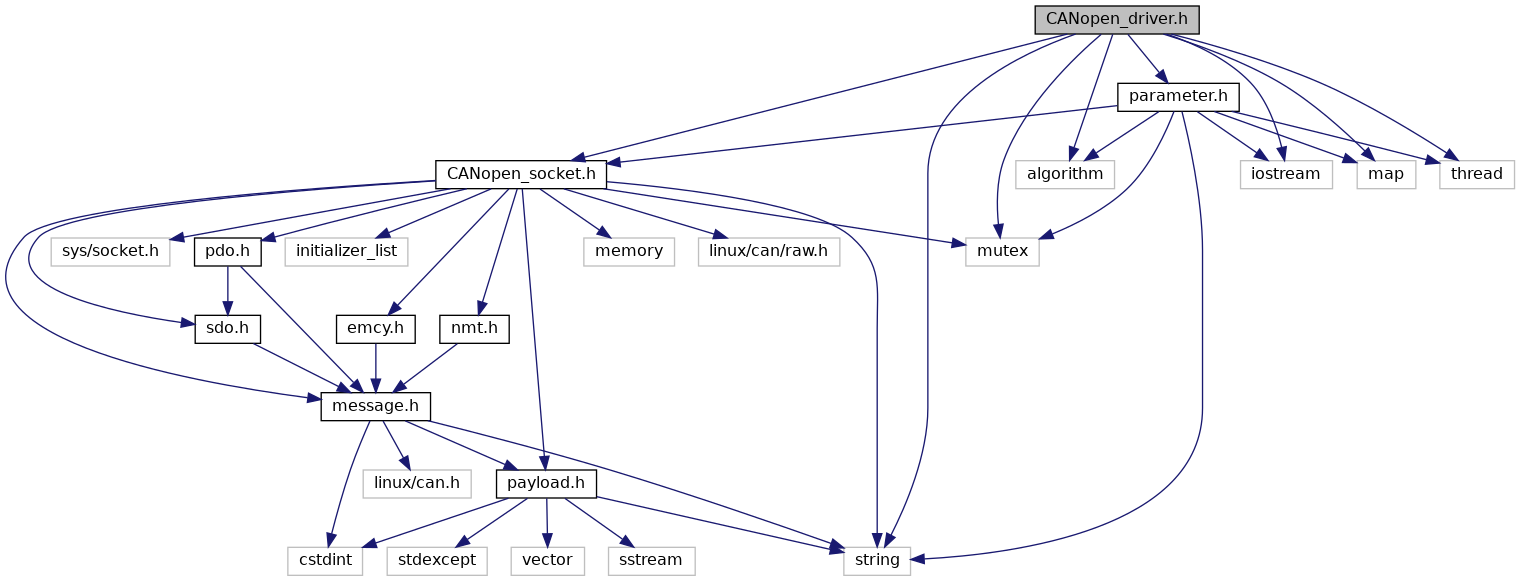 CANopen_driver.h
parameter.h
CANopen_socket.h
algorithm
iostream
map
thread
sys/socket.h
pdo.h
initializer_list
memory
linux/can/raw.h
mutex
sdo.h
emcy.h
nmt.h
message.h
linux/can.h
payload.h
cstdint
stdexcept
vector
sstream
string